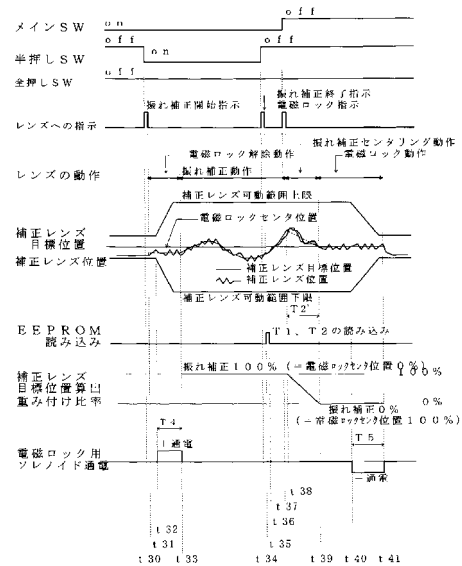 メインSW
on
off
半押しSW
off
on
off
全押しSW
off
振れ補正終了指示
振れ補正開始指示
電磁ロック指示
レンズへの指示
振れ補正センタリング動作
電磁ロック解除動作
電磁ロック動作
レンズの動作
振れ補正動作
補正レンズ可動範囲上限
電磁ロックセンタ位置
補正レンズ
目標位置
補正レンズ位置
補正レンズ目標位置
補正レンズ位置
補正レンズ可動範囲下限
T2'
EEPROM
読み込み
T1、T2の読み込み
振れ補正100% (=電磁ロックセンタ位置0%)
100%
補正レンズ
目標位置算出
重み付け比率
0%
振れ補正0%
(=電磁ロックセンタ位置100%)
T4
T5
+通電
電磁ロック用
ソレノイド通電
-通電
t38
t37
t32
t36
t31
t35
t30 t33 t34 t39 t40 t41